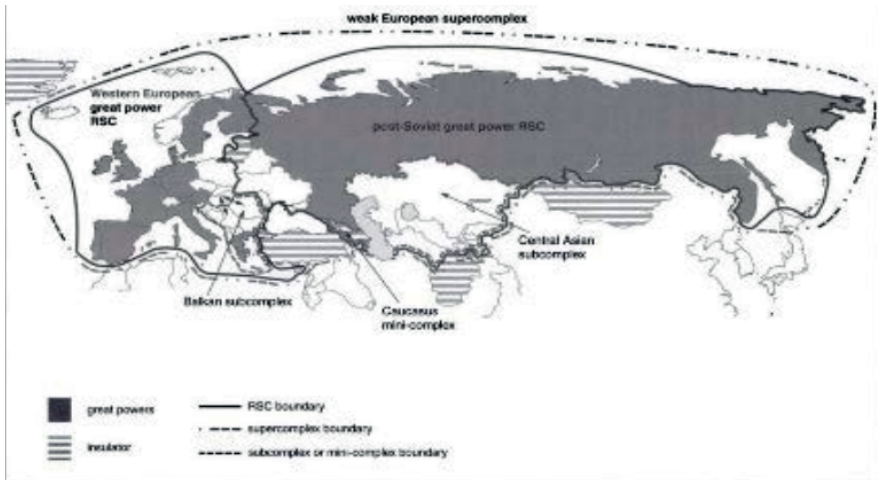 weak European supercomplex
Western European
great power
RSC
post-Soviet great power RSC
Central Asian
subcomplex
Balkan subcomplex
Caucasus
mini-complex
great powers
RSC boundary
supercomplex boundary
insulator
subcomplex or mini-complex boundary